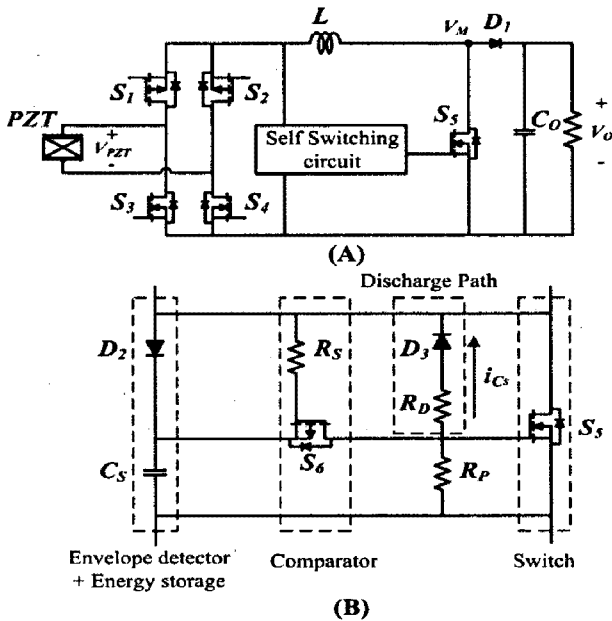 L
V_M
D_1
S_1
S_2
PZT
+
V_PZT
-
S_5
Self Switching
circuit
C_O
+
V_o
-
S_3
S_4
(A)
Discharge Path
D_2
R_S
D_3
i_Cs
R_D
S_5
C_S
S_6
R_P
Envelope detector
+ Energy storage
Comparator
Switch
(B)